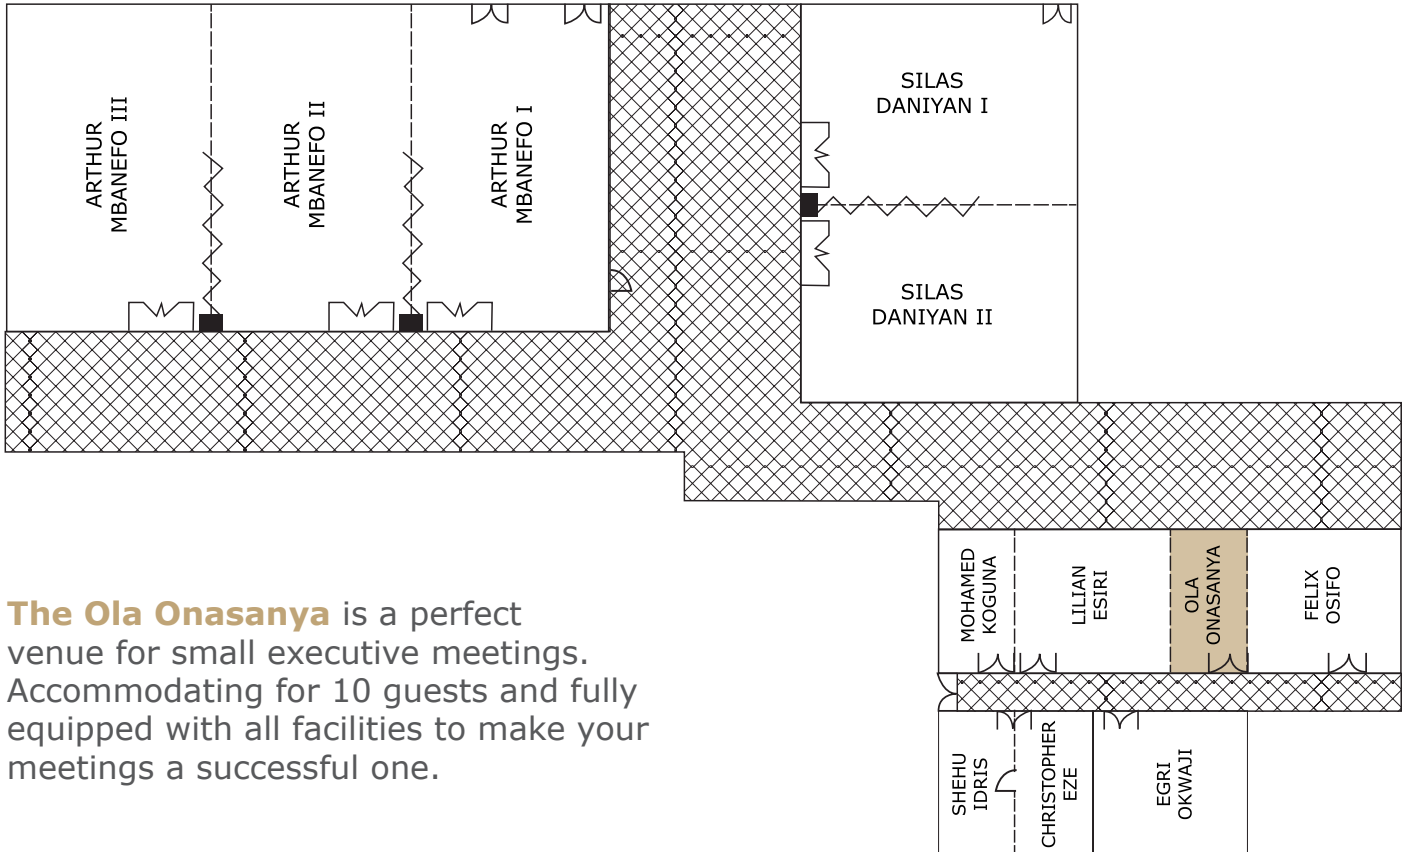 ARTHUR
MBANEFO III
ARTHUR
MBANEFO II
ARTHUR
MBANEFO I
SILAS
DANIYAN I
SILAS
DANIYAN II
MOHAMED
KOGUNA
LILIAN
ESIRI
OLA
ONASANYA
FELIX
OSIFO
SHEHU
IDRIS
CHRISTOPHER
EZE
EGRI
OKWAJI
The Ola Onasanya is a perfect
venue for small executive meetings.
Accommodating for 10 guests and fully
equipped with all facilities to make your
meetings a successful one.